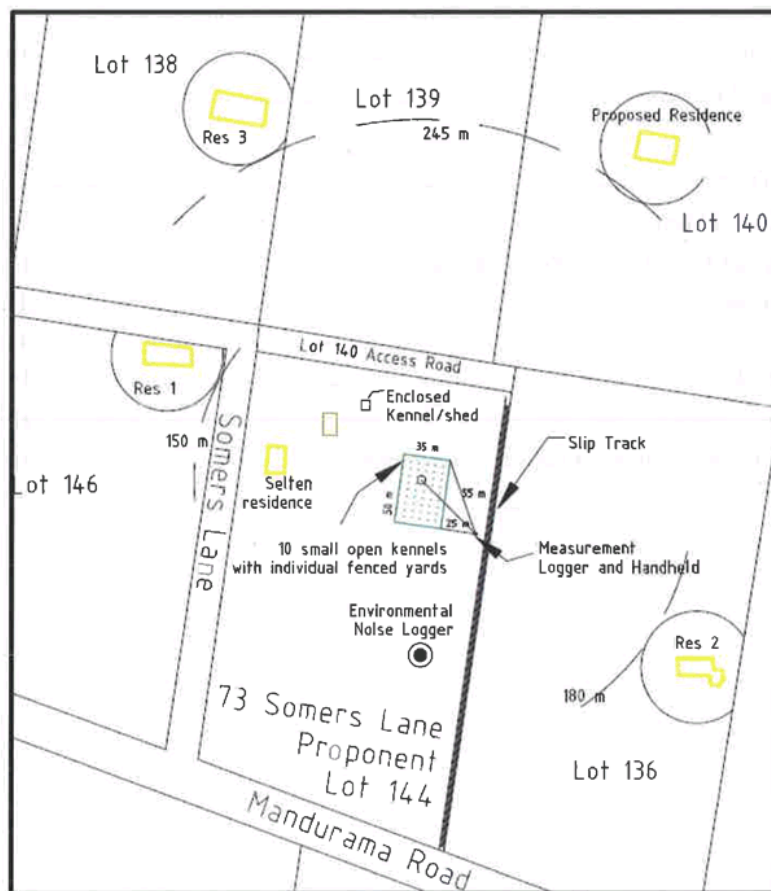 Lot 138
Res 3
Lot 139
245 m
Proposed Residence
Lot 140
Lot 140 Access Road
Res 1
150 m
Lot 146
Somers Lane
Enclosed
Kennel/shed
Selten
residence
35 m
50 m
55 m
25 m
Slip Track
10 small open kennels
with individual fenced yards
Measurement
Logger and Handheld
Environmental
Noise Logger
Res 2
180 m
73 Somers Lane
Proponent
Lot 144
Lot 136
Mandurama Road